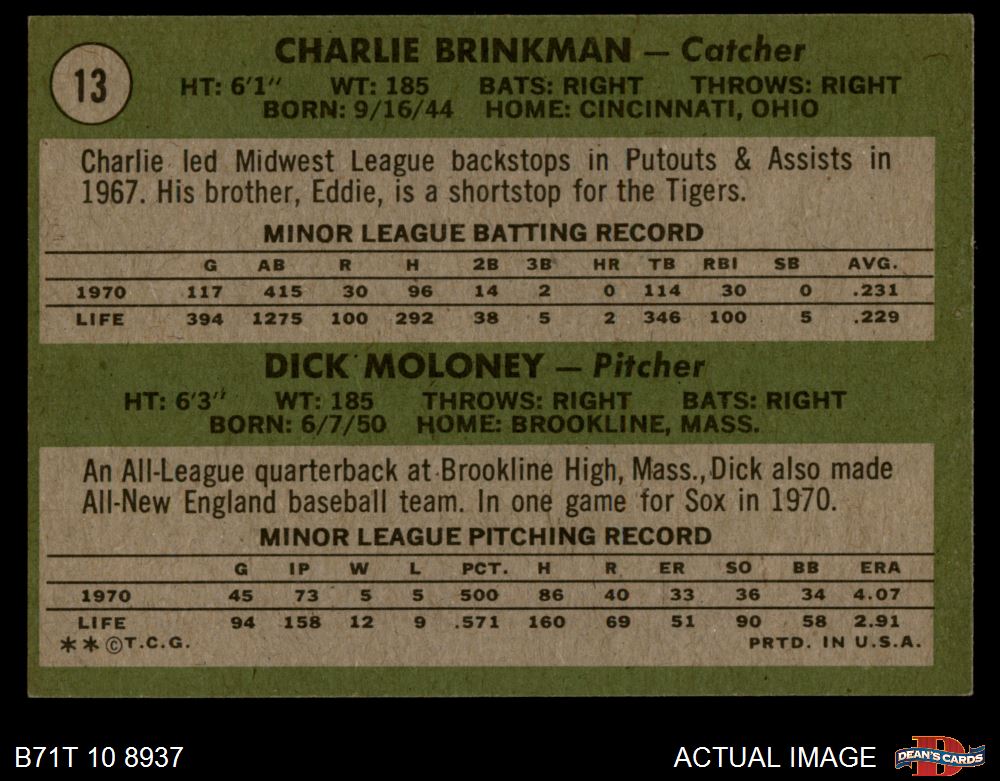 13
CHARLIE BRINKMAN — Catcher
HT: 6'1" WT: 185 BATS: RIGHT THROWS: RIGHT
BORN: 9/16/44 HOME: CINCINNATI, OHIO
Charlie led Midwest League backstops in Putouts & Assists in
1967. His brother, Eddie, is a shortstop for the Tigers.
MINOR LEAGUE BATTING RECORD
G AB R H 2B 3B HR TB RBI SB AVG.
1970 117 415 30 96 14 2 0 114 30 0 .231
LIFE 394 1275 100 292 38 5 2 346 100 5 .229
DICK MOLONEY — Pitcher
HT: 6'3" WT: 185 THROWS: RIGHT BATS: RIGHT
BORN: 6/7/50 HOME: BROOKLINE, MASS.
An All-League quarterback at Brookline High, Mass., Dick also made
All-New England baseball team. In one game for Sox in 1970.
MINOR LEAGUE PITCHING RECORD
G IP W L PCT. H R ER SO BB ERA
1970 45 73 5 5 500 86 40 33 36 34 4.07
LIFE 94 158 12 9 .571 160 69 51 90 58 2.91
**©T.C.G. PRTD. IN U.S.A.
B71T 10 8937 ACTUAL IMAGE D DEAN'S CARDS